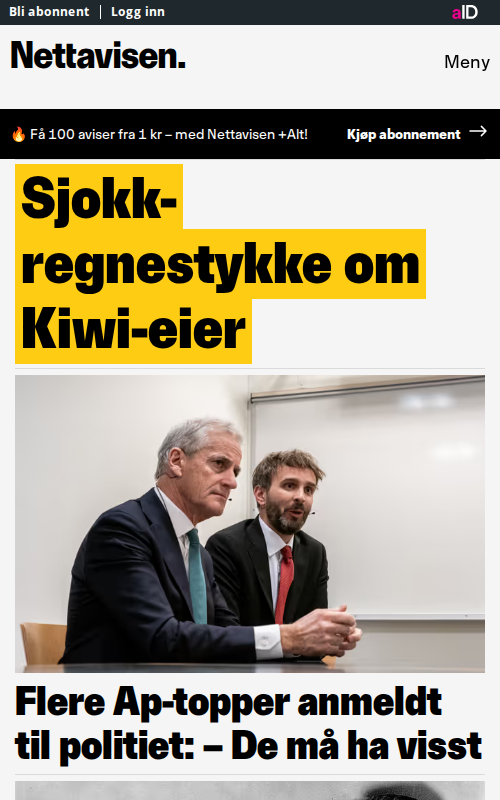 Bli abonnent | Logg inn
aID
Nettavisen.
Meny
🔥 Få 100 aviser fra 1 kr – med Nettavisen +Alt!
Kjøp abonnement →
Sjokk-
regnestykke om
Kiwi-eier
Flere Ap-topper anmeldt
til politiet: – De må ha visst